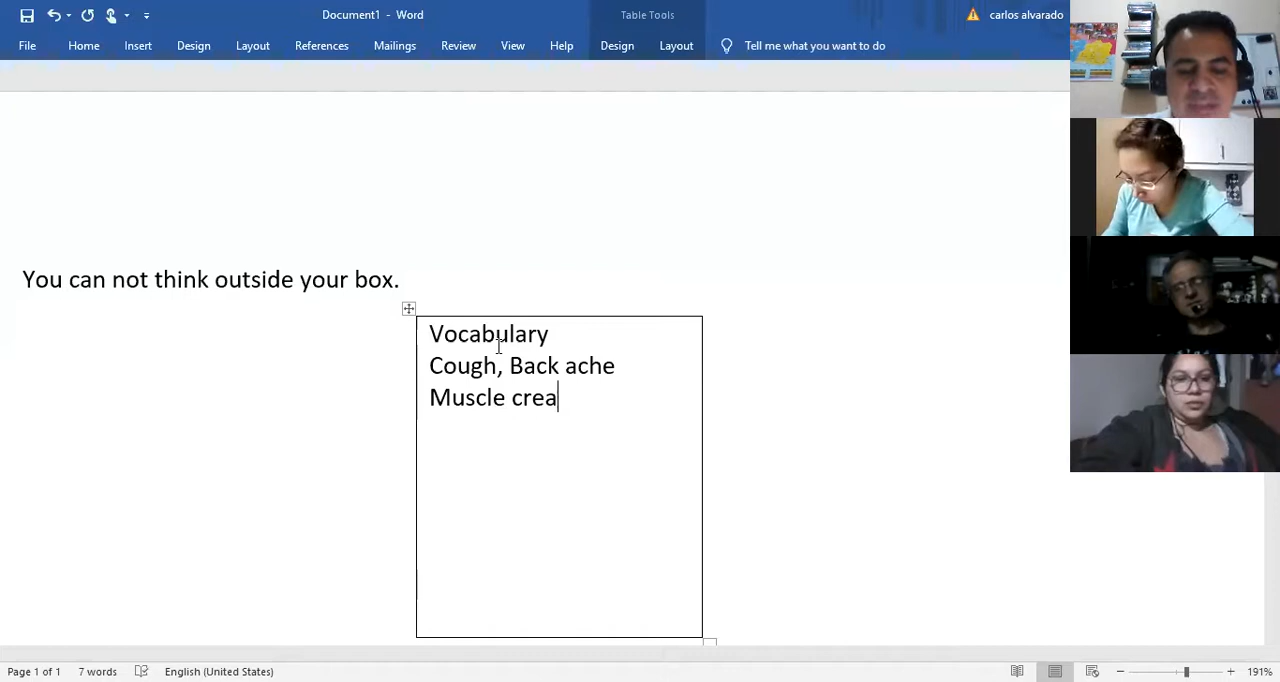 Document1 - Word
Table Tools
carlos alvarado
File Home Insert Design Layout References Mailings Review View Help Design Layout Tell me what you want to do
You can not think outside your box.
Vocabulary
Cough, Back ache
Muscle crea
Page 1 of 1 7 words English (United States) 191%